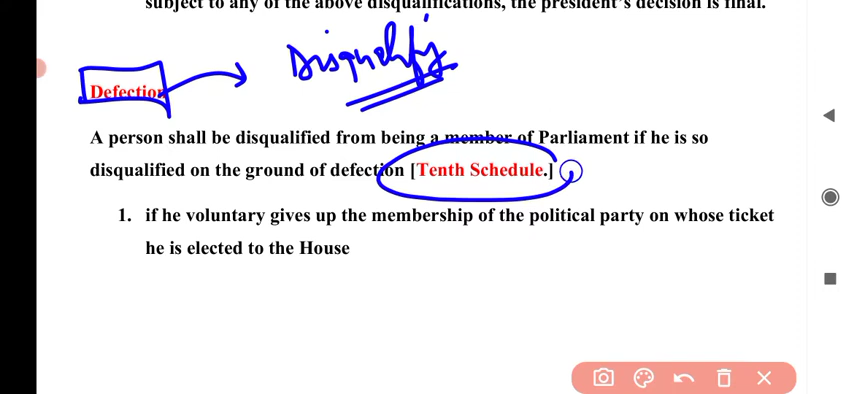 subject to any of the above disqualifications, the president's decision is final.
Disqualify
Defection
A person shall be disqualified from being a member of Parliament if he is so
disqualified on the ground of defection [Tenth Schedule.]
1. if he voluntary gives up the membership of the political party on whose ticket
he is elected to the House